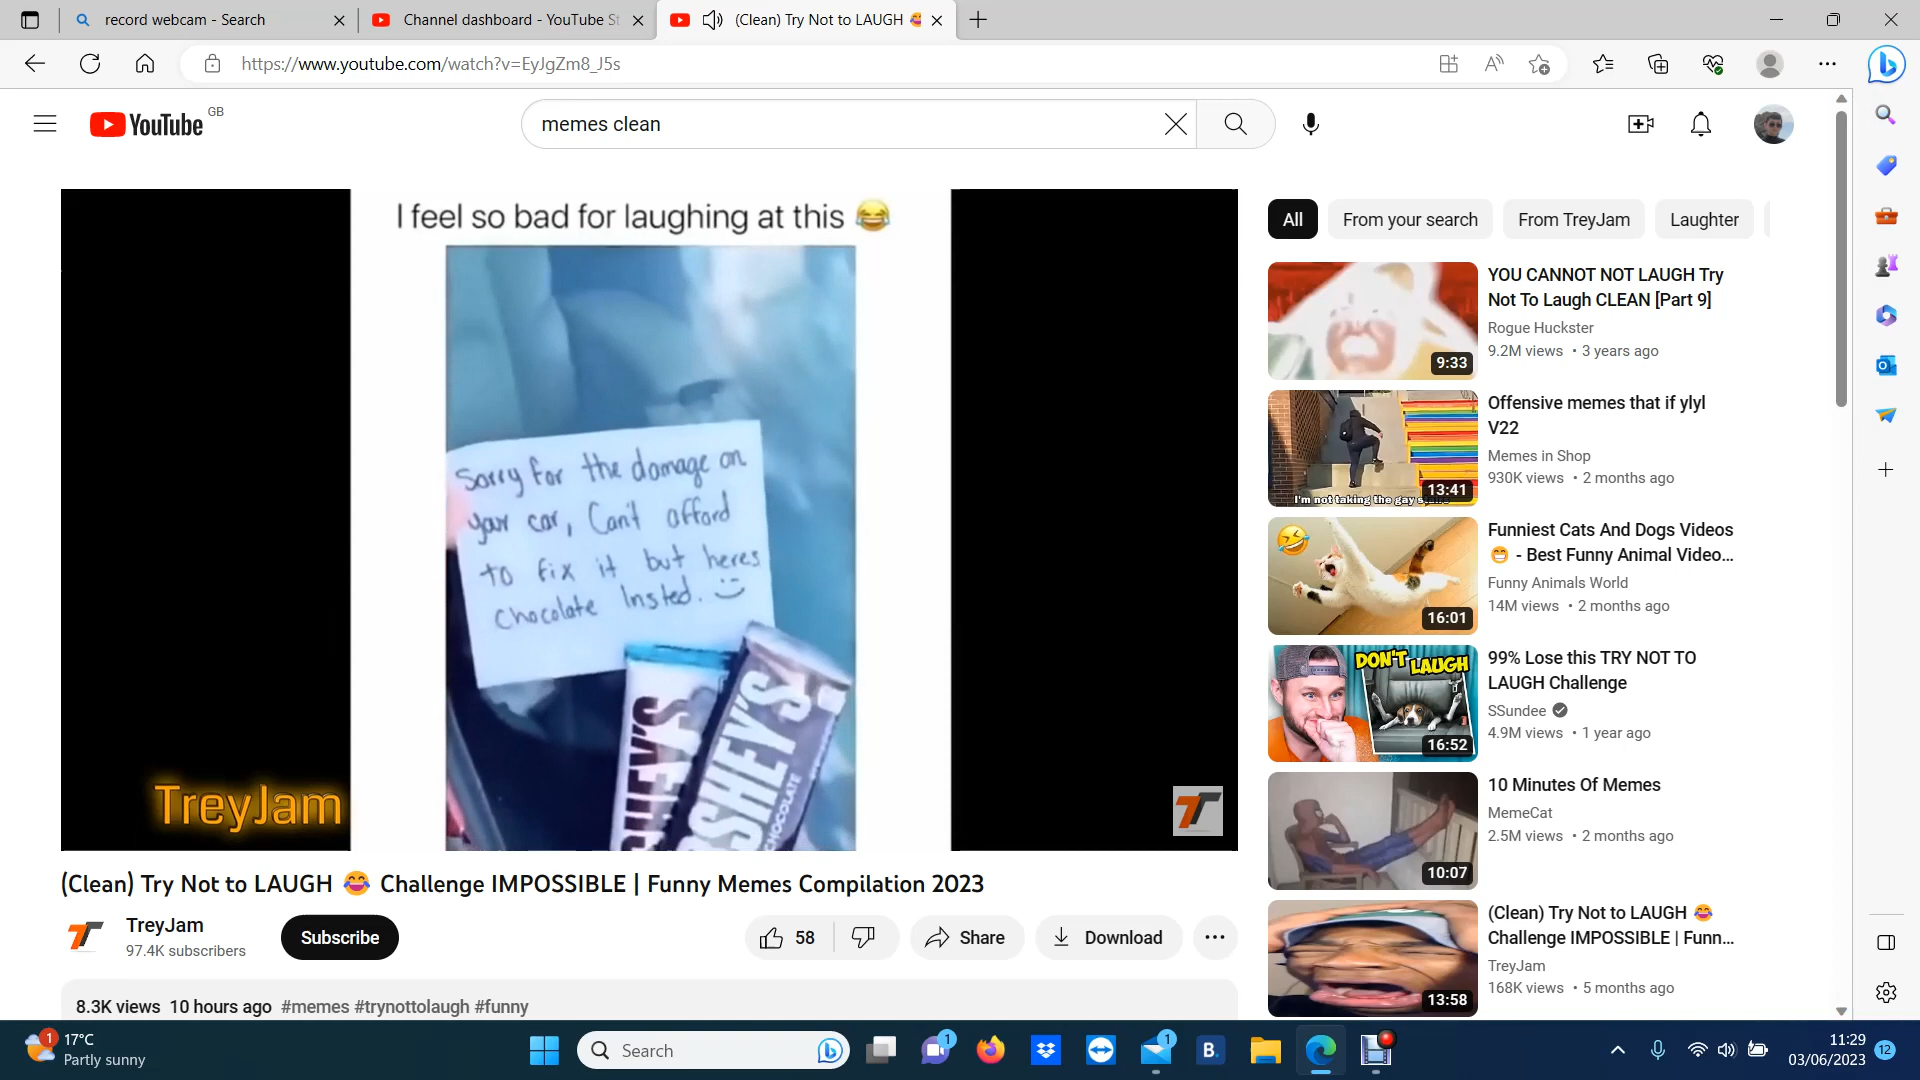 record webcam - Search
Channel dashboard - YouTube St
(Clean) Try Not to LAUGH 😂
https://www.youtube.com/watch?v=EyJgZm8_J5s
YouTube GB
memes clean
I feel so bad for laughing at this 😂
Sorry for the damage on
your car, Can't afford
to fix it but heres
chocolate Insted. :)
HERSHEY'S
CHOCOLATE
TreyJam
(Clean) Try Not to LAUGH 😂 Challenge IMPOSSIBLE | Funny Memes Compilation 2023
TreyJam
97.4K subscribers
Subscribe
58
Share
Download
8.3K views 10 hours ago #memes #trynottolaugh #funny
All
From your search
From TreyJam
Laughter
YOU CANNOT NOT LAUGH Try
Not To Laugh CLEAN [Part 9]
Rogue Huckster
9.2M views • 3 years ago
9:33
Offensive memes that if ylyl
V22
Memes in Shop
930K views • 2 months ago
I'm not taking the gay
13:41
Funniest Cats And Dogs Videos
😁 - Best Funny Animal Video...
Funny Animals World
14M views • 2 months ago
16:01
DON'T LAUGH
99% Lose this TRY NOT TO
LAUGH Challenge
SSundee
4.9M views • 1 year ago
16:52
10 Minutes Of Memes
MemeCat
2.5M views • 2 months ago
10:07
(Clean) Try Not to LAUGH 😂
Challenge IMPOSSIBLE | Funn...
TreyJam
168K views • 5 months ago
13:58
1
17°C
Partly sunny
Search
1
1
B.
11:29
03/06/2023
12